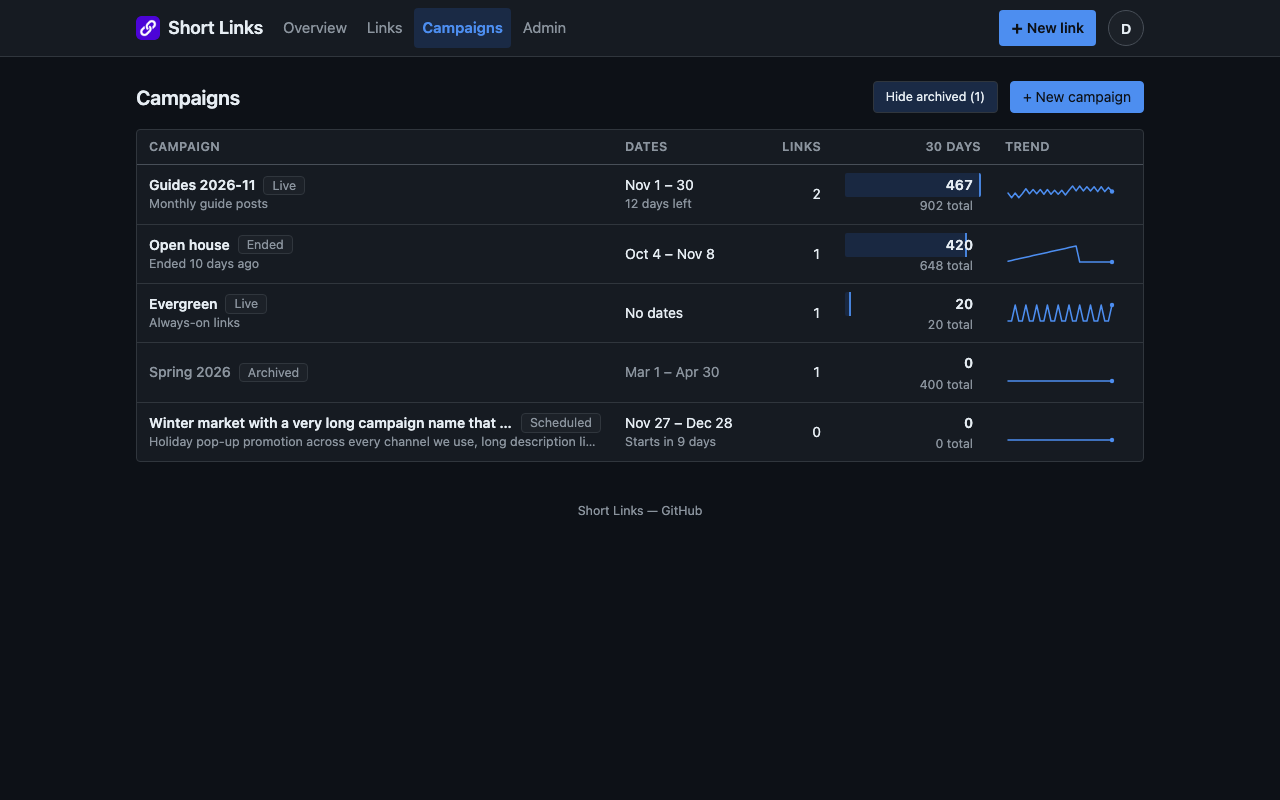 Short Links Overview Links Campaigns Admin + New link D
Campaigns Hide archived (1) + New campaign
CAMPAIGN DATES LINKS 30 DAYS TREND
Guides 2026-11 Live Nov 1 – 30 2 467
Monthly guide posts 12 days left 902 total
Open house Ended Oct 4 – Nov 8 1 420
Ended 10 days ago 648 total
Evergreen Live No dates 1 20
Always-on links 20 total
Spring 2026 Archived Mar 1 – Apr 30 1 0
400 total
Winter market with a very long campaign name that ... Scheduled Nov 27 – Dec 28 0 0
Holiday pop-up promotion across every channel we use, long description li... Starts in 9 days 0 total
Short Links — GitHub